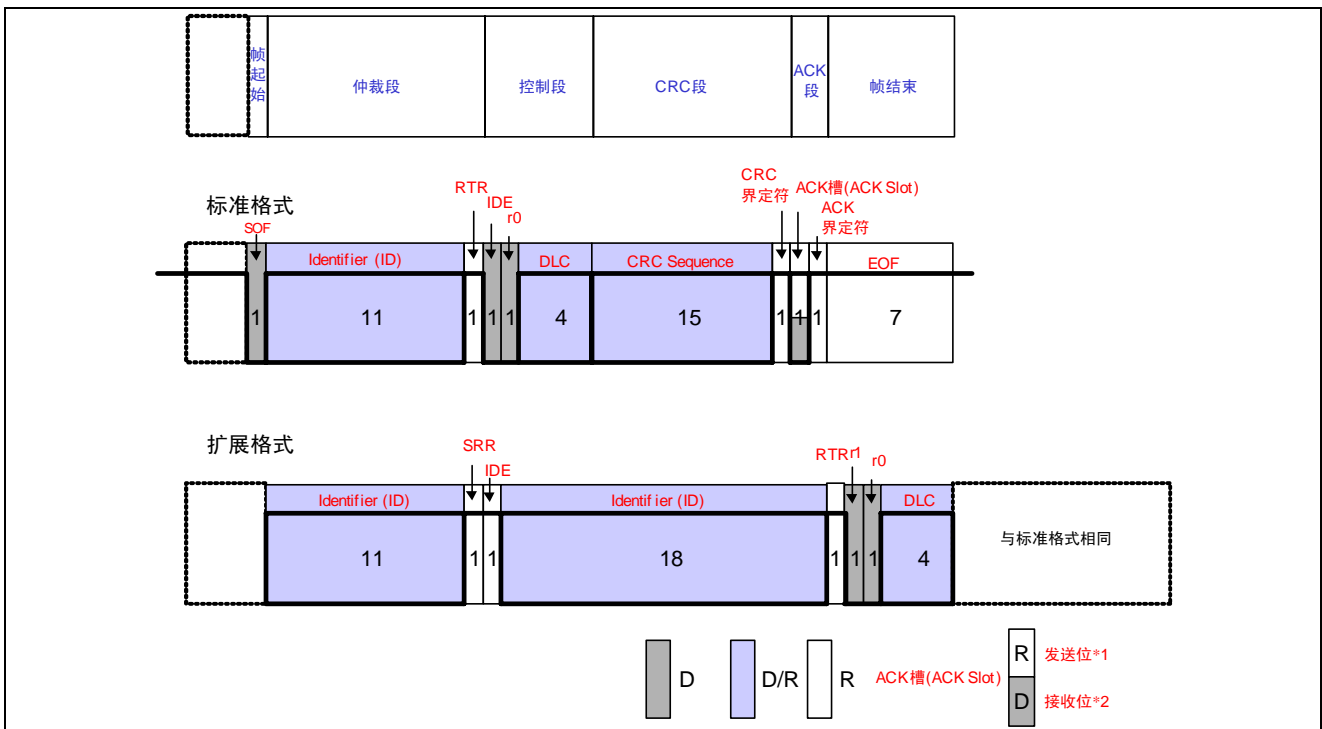 帧起始
仲裁段
控制段
CRC段
ACK段
帧结束
标准格式
SOF
RTR
IDE
r0
CRC
界定符
ACK槽(ACK Slot)
ACK
界定符
Identifier (ID)
DLC
CRC Sequence
EOF
1
11
1
1
1
4
15
1
1
1
7
扩展格式
SRR
IDE
RTR
r1
r0
Identifier (ID)
Identifier (ID)
DLC
11
1
1
18
1
1
1
4
与标准格式相同
D
D/R
R
ACK槽(ACK Slot)
R
发送位*1
D
接收位*2